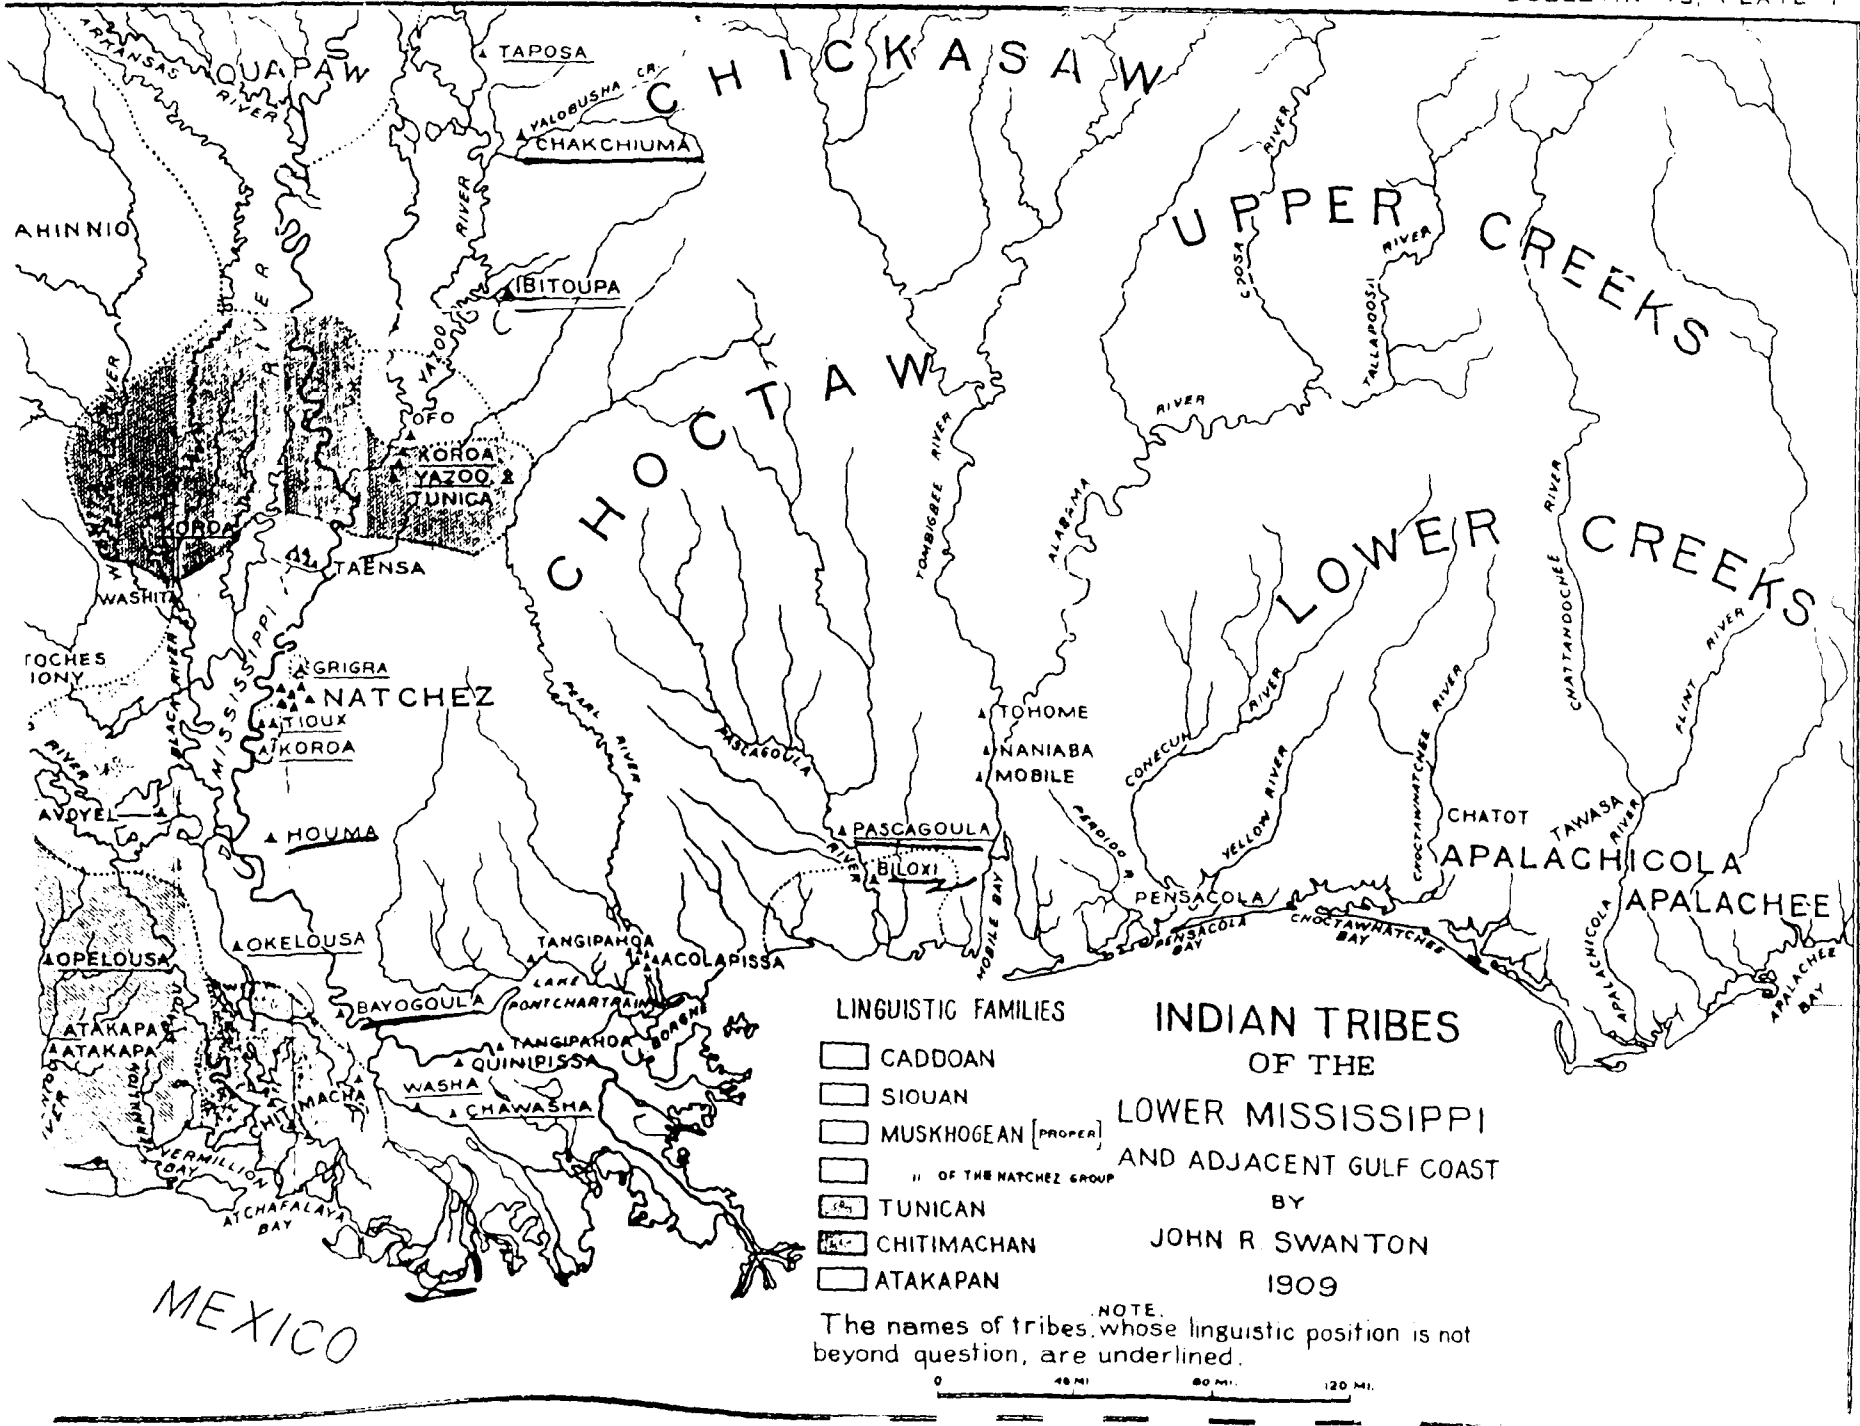 ARKANSAS
RIVER
QUAPAW
TAPOSA
YALOBUSHA CR.
CHAKCHIUMA
CHICKASAW
RIVER
UPPER CREEKS
COOSA
RIVER
TALLAPOOSA
AHINNIO
RIVER
RIVER
IBITOUPA
YAZOO
RIVER
OFO
KOROA
YAZOO
TUNICA
KOROA
CHOCTAW
TOMBIGBEE RIVER
RIVER
ALABAMA
LOWER CREEKS
CHATTAHOOCHEE RIVER
FLINT RIVER
TAENSA
WASHITA
TOCHES
IONY
BLACK RIVER
MISSISSIPPI
GRIGRA
NATCHEZ
TIOUX
KOROA
PEARL RIVER
PASCAGOULA
RIVER
TOHOME
NANIABA
MOBILE
CONECUH
RIVER
YELLOW RIVER
CHOCTAWHATCHEE RIVER
PERDIDO R
RIVER
AVOYEL
HOUMA
PASCAGOULA
BILOXI
MOBILE BAY
CHATOT
TAWASA
RIVER
APALACHICOLA
APALACHEE
PENSACOLA
PENSACOLA
BAY
CHOCTAWHATCHEE
BAY
APALACHICOLA
APALACHICOLA
APALACHEE
BAY
OKELOUSA
OPELOUSA
TANGIPAHOA
ACOLAPISSA
LAKE
PONTCHARTRAIN
BORGNE
BAYOGOULA
TANGIPAHOA
QUINIPISSA
ATAKAPA
ATAKAPA
WASHA
CHAWASHA
CHITIMACHA
VERMILLION
VERMILLION
BAY
ATCHAFALAYA
BAY
MEXICO
LINGUISTIC FAMILIES
CADDOAN
SIOUAN
MUSKHOGEAN [PROPER]
" OF THE NATCHEZ GROUP
TUNICAN
CHITIMACHAN
ATAKAPAN
INDIAN TRIBES
OF THE
LOWER MISSISSIPPI
AND ADJACENT GULF COAST
BY
JOHN R. SWANTON
1909
NOTE.
The names of tribes, whose linguistic position is not
beyond question, are underlined.
0 40 MI 80 MI. 120 MI.